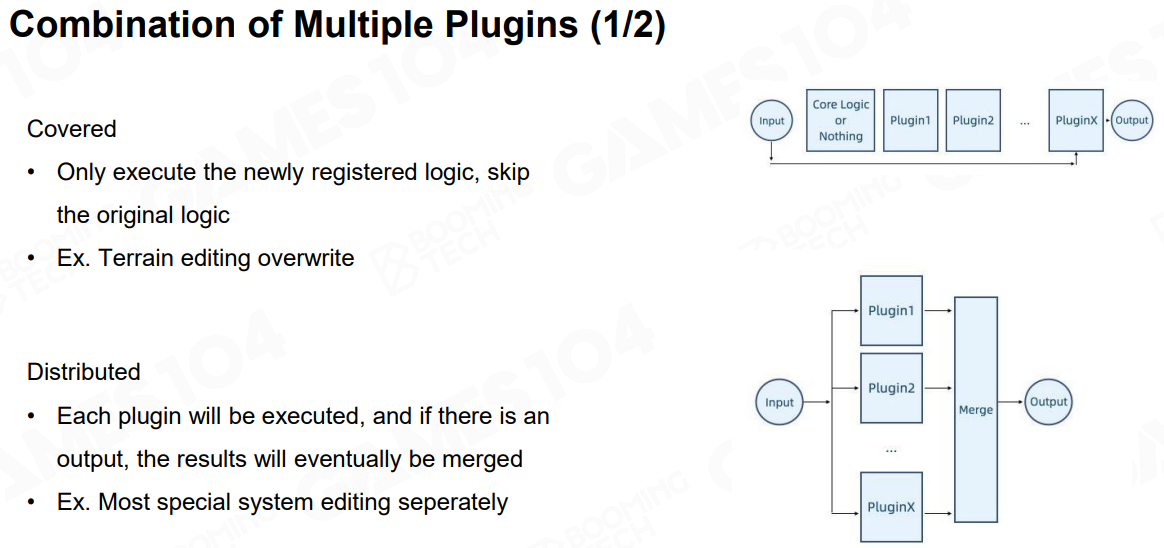 Combination of Multiple Plugins (1/2)
Covered
• Only execute the newly registered logic, skip
the original logic
• Ex. Terrain editing overwrite
Input
Core Logic
or
Nothing
Plugin1
Plugin2
...
PluginX
Output
Distributed
• Each plugin will be executed, and if there is an
output, the results will eventually be merged
• Ex. Most special system editing seperately
Input
Plugin1
Plugin2
...
PluginX
Merge
Output
GAMES104
BOOMING
TECH